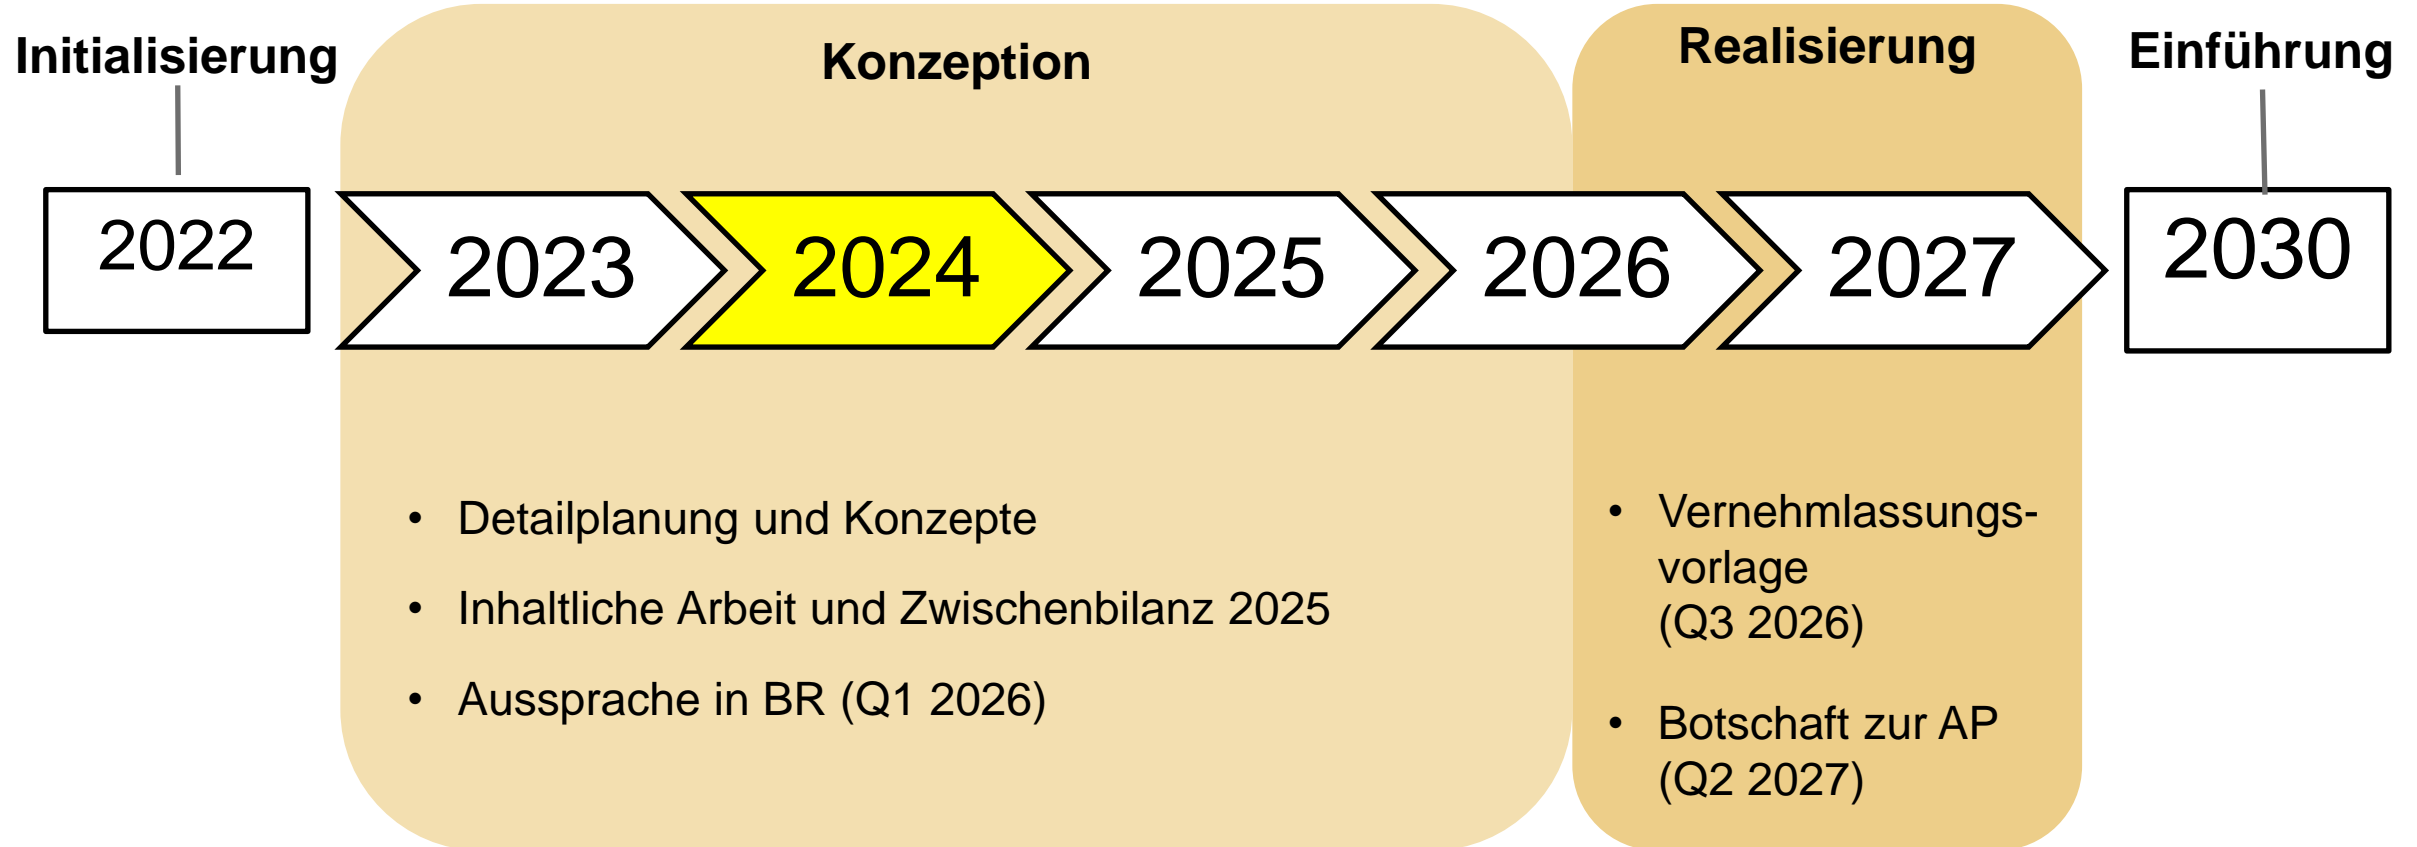 Initialisierung
Konzeption
Realisierung
Einführung
2022
2023
2024
2025
2026
2027
2030
• Detailplanung und Konzepte
• Inhaltliche Arbeit und Zwischenbilanz 2025
• Aussprache in BR (Q1 2026)
• Vernehmlassungs-
vorlage
(Q3 2026)
• Botschaft zur AP
(Q2 2027)